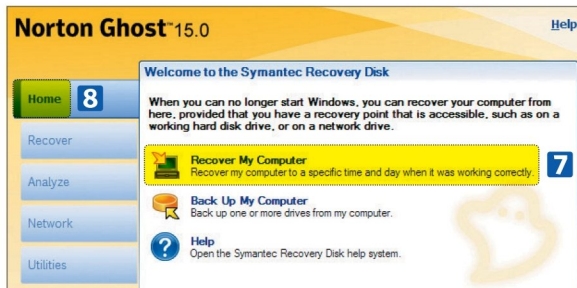 Norton Ghost™ 15.0
Help
Welcome to the Symantec Recovery Disk
Home 8
When you can no longer start Windows, you can recover your computer from
here, provided that you have a recovery point that is accessible, such as on a
working hard disk drive, or on a network drive.
Recover
Recover My Computer
Recover my computer to a specific time and day when it was working correctly.
7
Analyze
Back Up My Computer
Back up one or more drives from my computer.
Network
Help
Open the Symantec Recovery Disk help system.
Utilities